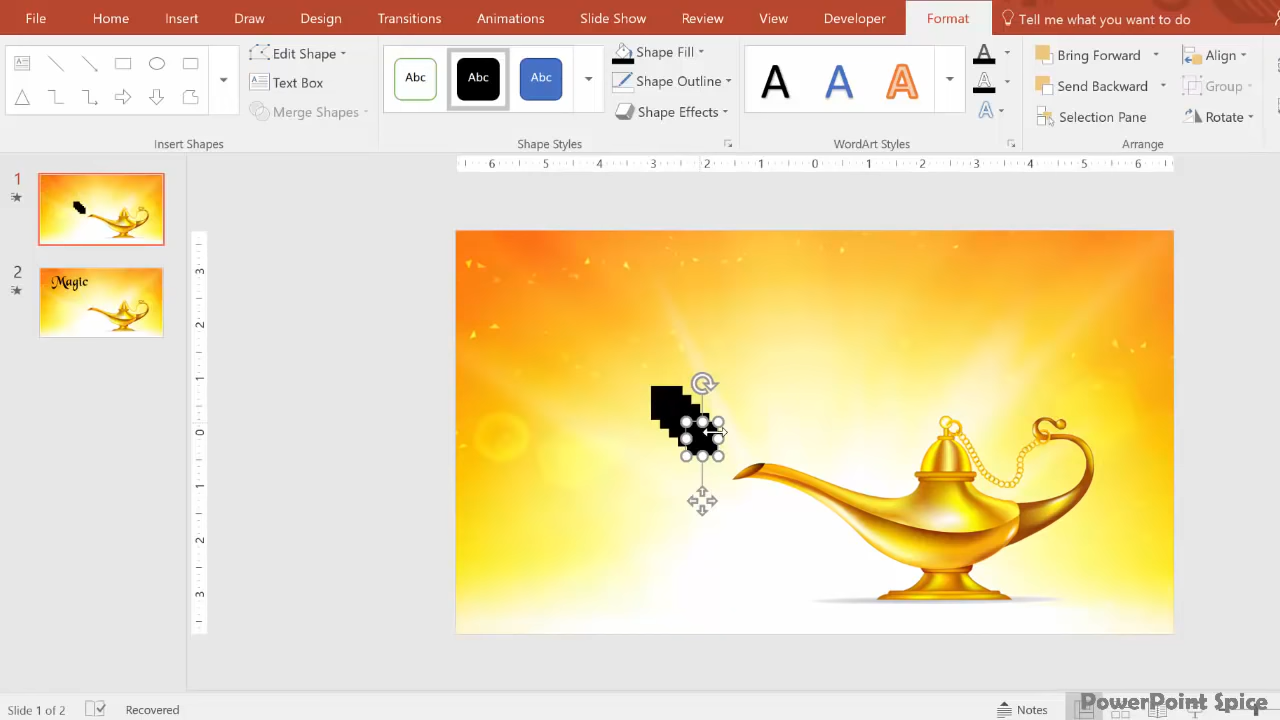 File Home Insert Draw Design Transitions Animations Slide Show Review View Developer Format Tell me what you want to do
Edit Shape
Text Box
Merge Shapes
Insert Shapes
Abc Abc Abc
Shape Fill
Shape Outline
Shape Effects
Shape Styles
A A A
A
A
A
WordArt Styles
Bring Forward
Send Backward
Selection Pane
Align
Group
Rotate
Arrange
6 5 4 3 2 1 0 1 2 3 4 5 6
1
2
Magic
3
2
1
0
1
2
3
Slide 1 of 2 Recovered Notes
PowerPoint Spice